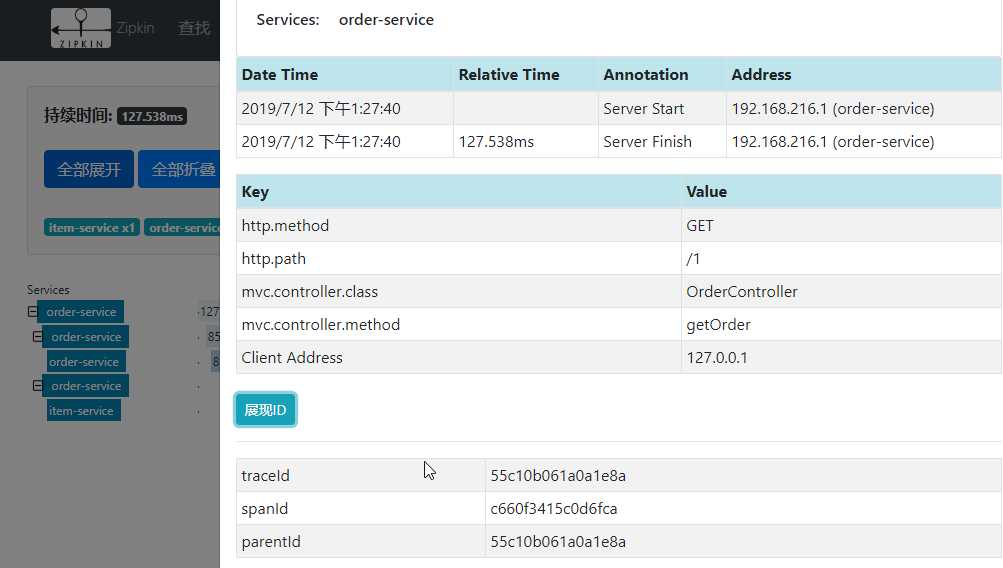 ZIPKIN
Zipkin 查找
持续时间: 127.538ms
全部展开 全部折叠
item-service x1 order-service
Services
order-service 127
order-service 85
order-service 8
order-service
item-service
Services: order-service
Date Time Relative Time Annotation Address
2019/7/12 下午1:27:40 Server Start 192.168.216.1 (order-service)
2019/7/12 下午1:27:40 127.538ms Server Finish 192.168.216.1 (order-service)
Key Value
http.method GET
http.path /1
mvc.controller.class OrderController
mvc.controller.method getOrder
Client Address 127.0.0.1
展现ID
traceId 55c10b061a0a1e8a
spanId c660f3415c0d6fca
parentId 55c10b061a0a1e8a